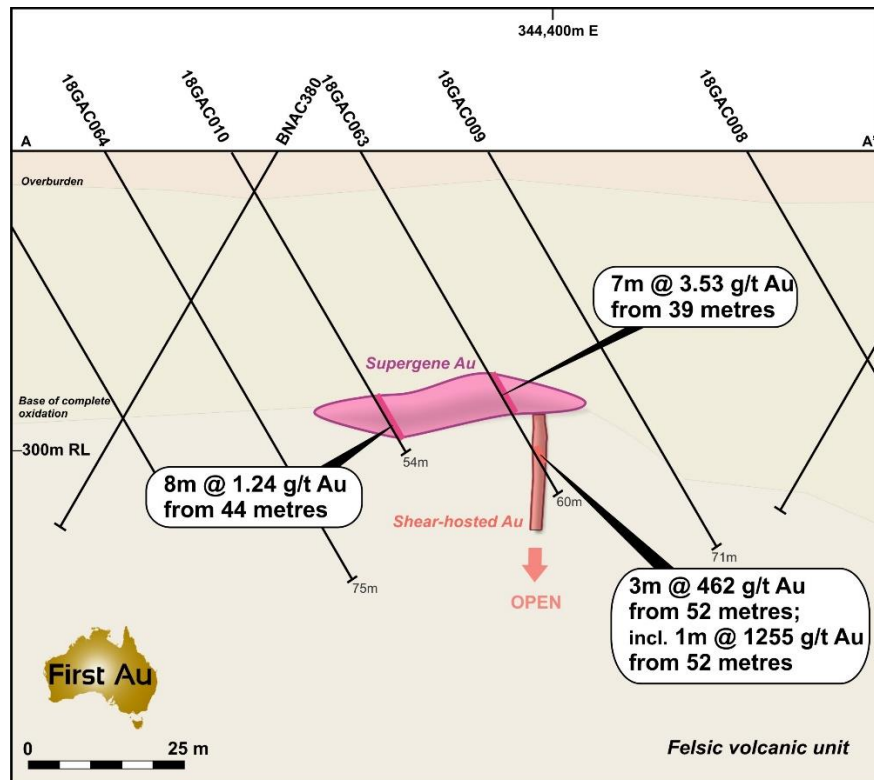 344,400m E
18GAC064
18GAC010
BNAC380
18GAC063
18GAC009
18GAC008
A
A'
Overburden
7m @ 3.53 g/t Au
from 39 metres
Supergene Au
Base of complete
oxidation
300m RL
54m
8m @ 1.24 g/t Au
from 44 metres
60m
Shear-hosted Au
71m
75m
OPEN
3m @ 462 g/t Au
from 52 metres;
incl. 1m @ 1255 g/t Au
from 52 metres
First Au
0 25 m
Felsic volcanic unit